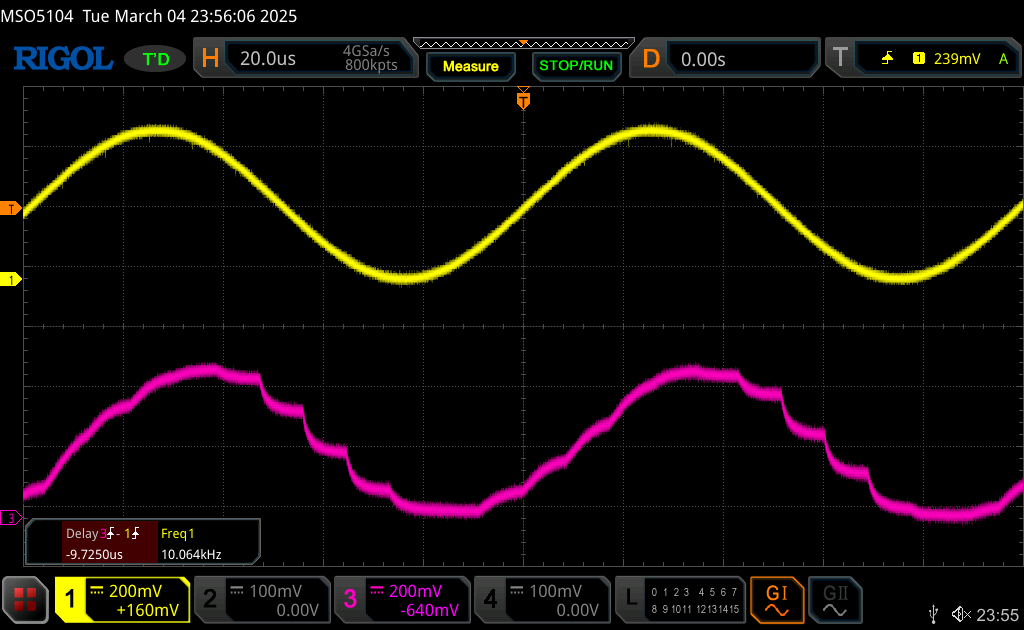 MSO5104 Tue March 04 23:56:06 2025
RIGOL T'D H 20.0us 4GSa/s 800kpts Measure STOP/RUN D 0.00s T 1 239mV A
T
T
1
3
Delay3-1 Freq1
-9.7250us 10.064kHz
1 200mV +160mV 2 100mV 0.00V 3 200mV -640mV 4 100mV 0.00V L 0 1 2 3 4 5 6 7 8 9 10 11 12 13 14 15 GI GII
23:55